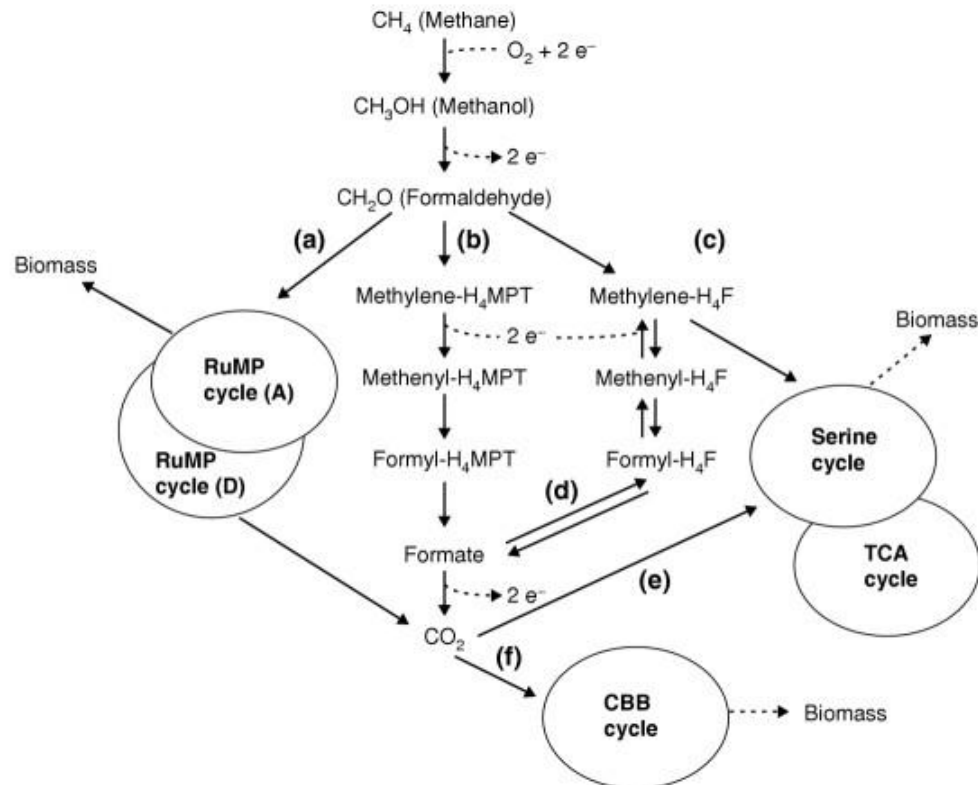 CH₄ (Methane)
O₂ + 2 e⁻
CH₃OH (Methanol)
2 e⁻
CH₂O (Formaldehyde)
(a)
(b)
(c)
Biomass
Methylene-H₄MPT
Methylene-H₄F
2 e⁻
Biomass
RuMP
cycle (A)
Methenyl-H₄MPT
Methenyl-H₄F
RuMP
cycle (D)
Formyl-H₄MPT
Formyl-H₄F
Serine
cycle
(d)
Formate
TCA
cycle
2 e⁻
(e)
CO₂
(f)
CBB
cycle
Biomass